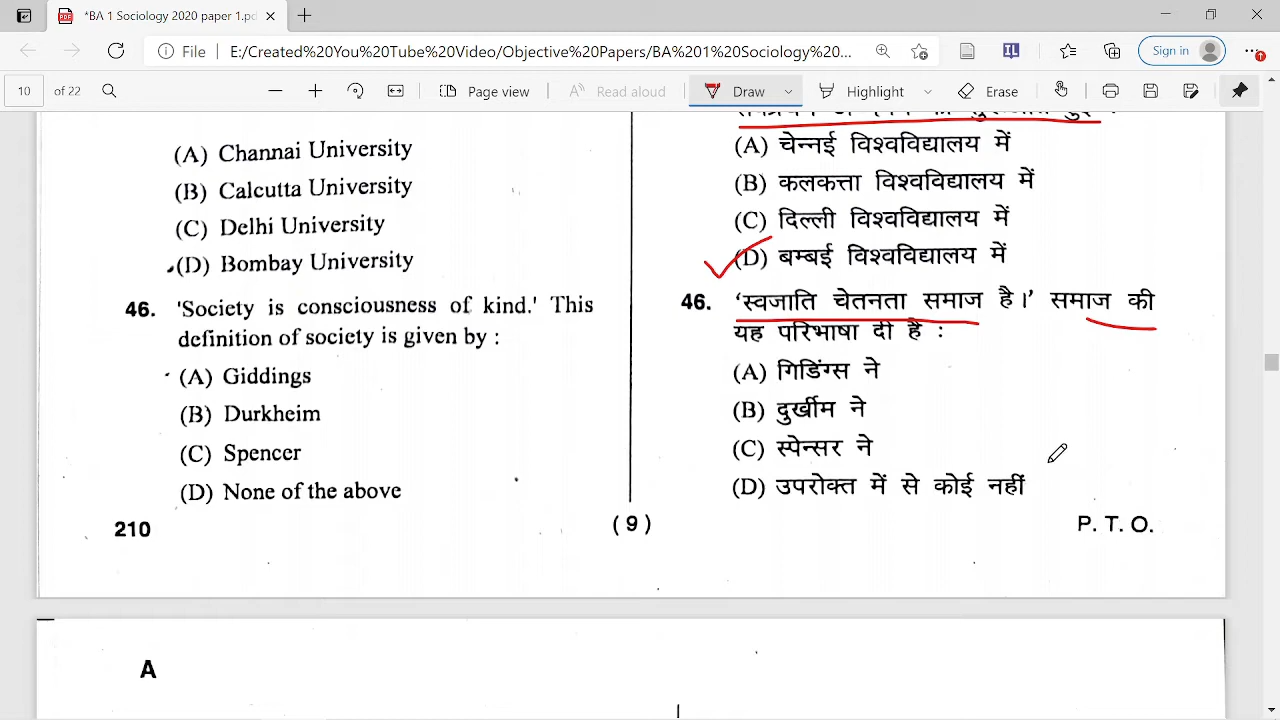 *BA 1 Sociology 2020 paper 1.pd
File
E:/Created%20You%20Tube%20Video/Objective%20Papers/BA%201%20Sociology%20...
Sign in
10 of 22
Page view
Read aloud
Draw
Highlight
Erase
(A) Channai University
(B) Calcutta University
(C) Delhi University
(D) Bombay University
46. 'Society is consciousness of kind.' This
definition of society is given by :
(A) Giddings
(B) Durkheim
(C) Spencer
(D) None of the above
210
(A) चेन्नई विश्वविद्यालय में
(B) कलकत्ता विश्वविद्यालय में
(C) दिल्ली विश्वविद्यालय में
(D) बम्बई विश्वविद्यालय में
46. 'स्वजाति चेतनता समाज है।' समाज की
यह परिभाषा दी है :
(A) गिडिंग्स ने
(B) दुर्खीम ने
(C) स्पेन्सर ने
(D) उपरोक्त में से कोई नहीं
( 9 )
P. T. O.
A